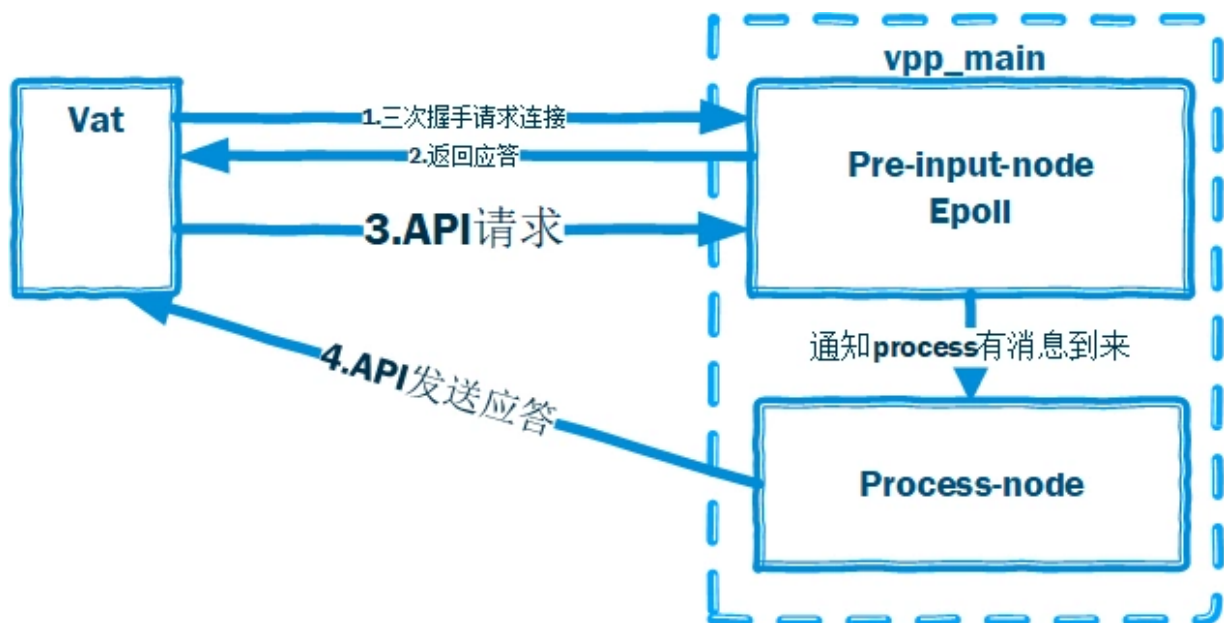 vpp_main
Vat
1.三次握手请求连接
2.返回应答
Pre-input-node
Epoll
3.API请求
通知process有消息到来
4.API发送应答
Process-node